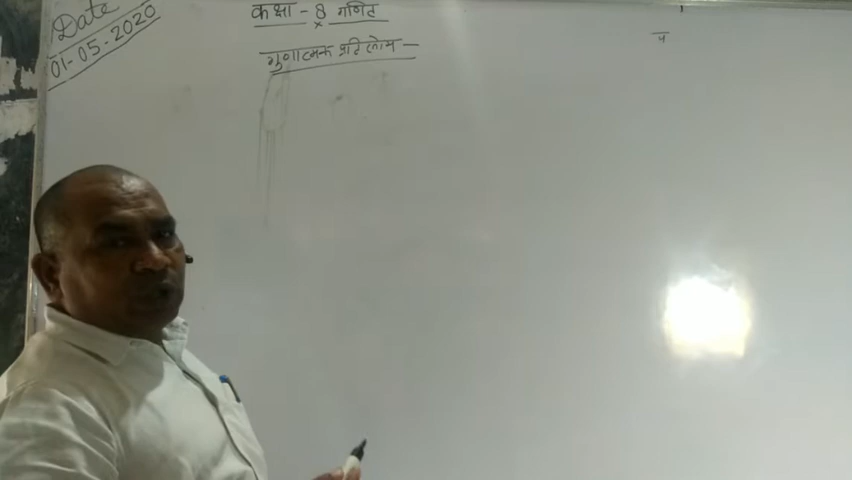 Date
01-05-2020
कक्षा - 8 गणित
×
गुणात्मक प्रतिलोम -